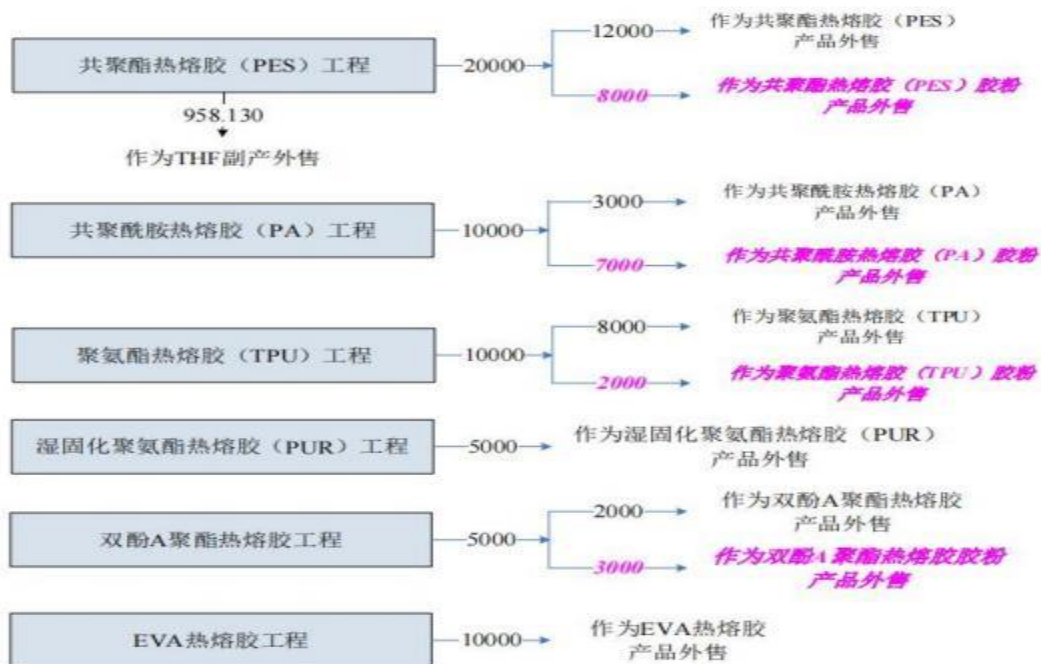 12000
作为共聚酯热熔胶（PES）
产品外售
共聚酯热熔胶（PES）工程
20000
8000
作为共聚酯热熔胶（PES）胶粉
产品外售
958.130
作为THF副产外售
3000
作为共聚酰胺热熔胶（PA）
产品外售
共聚酰胺热熔胶（PA）工程
10000
7000
作为共聚酰胺热熔胶（PA）胶粉
产品外售
8000
作为聚氨酯热熔胶（TPU）
产品外售
聚氨酯热熔胶（TPU）工程
10000
2000
作为聚氨酯热熔胶（TPU）胶粉
产品外售
湿固化聚氨酯热熔胶（PUR）工程
5000
作为湿固化聚氨酯热熔胶（PUR）
产品外售
2000
作为双酚A聚酯热熔胶
产品外售
双酚A聚酯热熔胶工程
5000
3000
作为双酚A聚酯热熔胶胶粉
产品外售
EVA热熔胶工程
10000
作为EVA热熔胶
产品外售